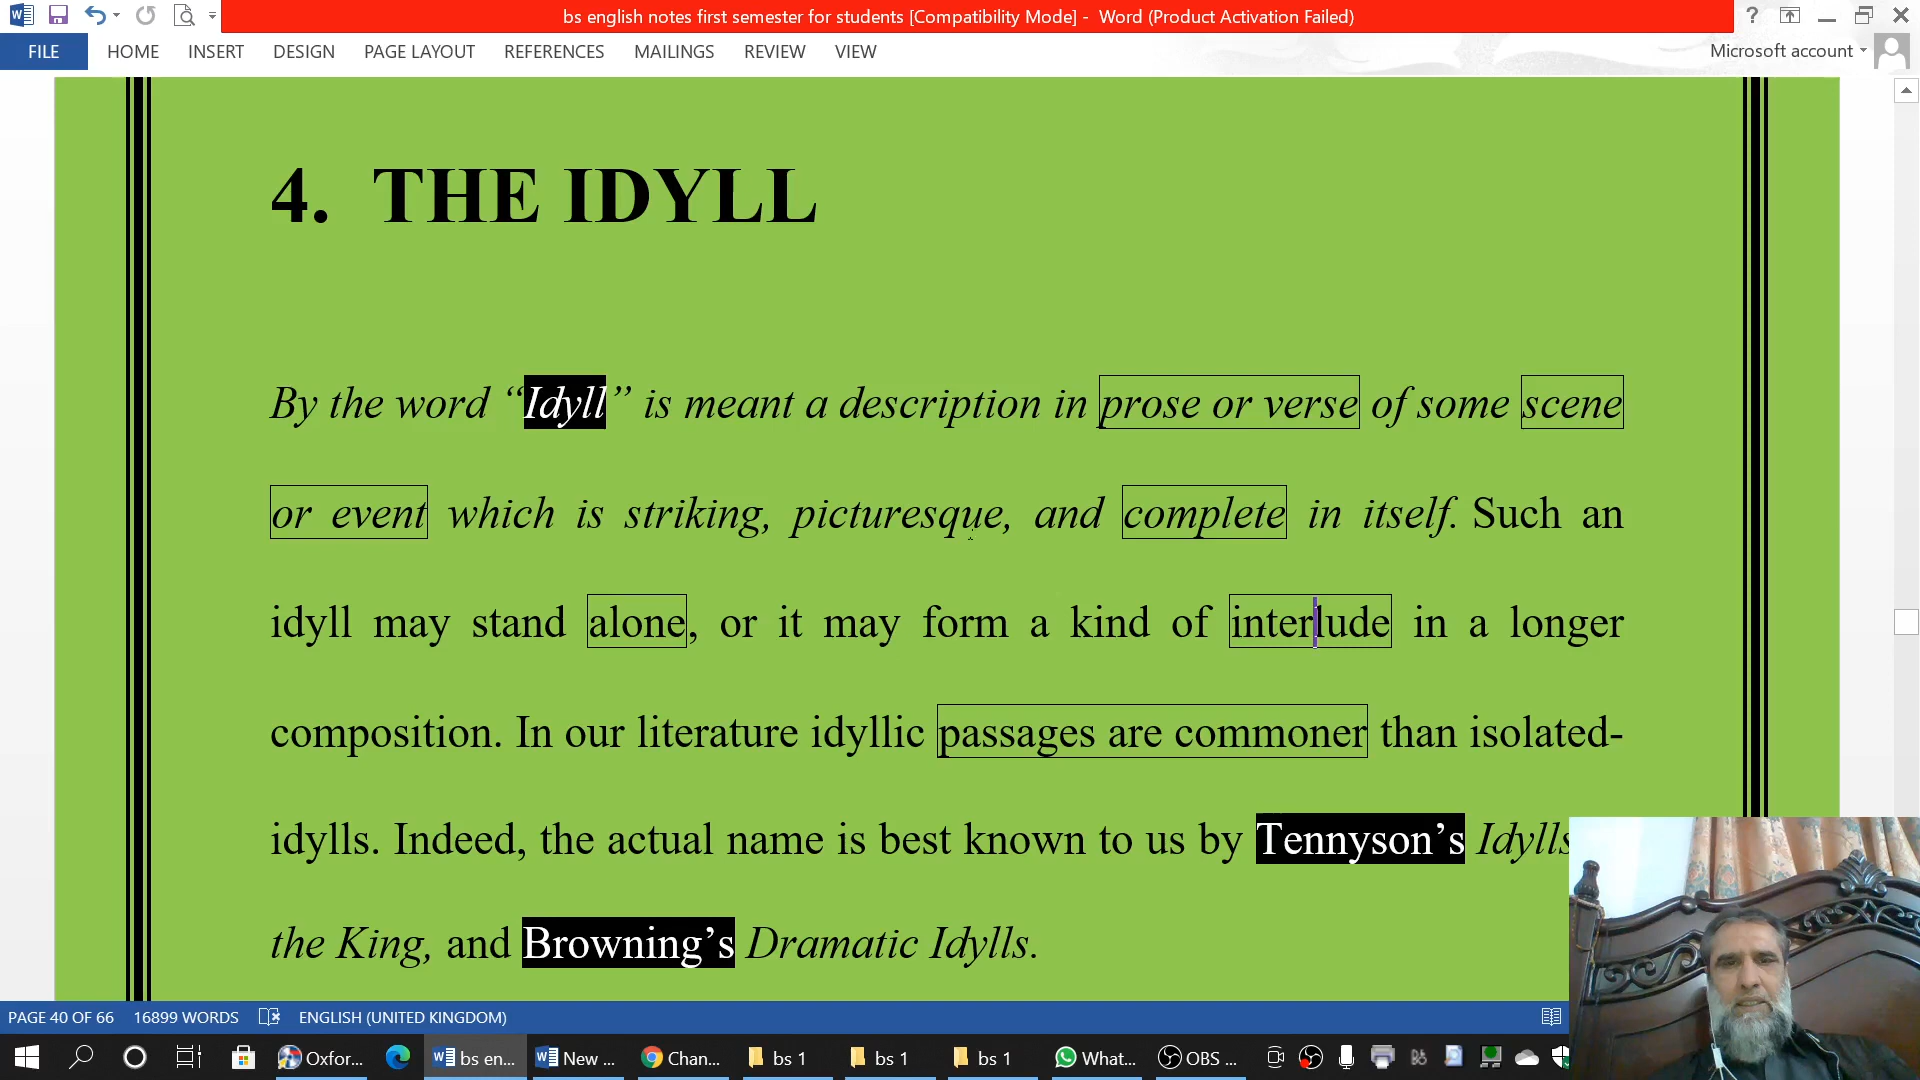 bs english notes first semester for students [Compatibility Mode] - Word (Product Activation Failed)
FILE HOME INSERT DESIGN PAGE LAYOUT REFERENCES MAILINGS REVIEW VIEW Microsoft account
4. THE IDYLL
By the word “Idyll” is meant a description in prose or verse of some scene
or event which is striking, picturesque, and complete in itself. Such an
idyll may stand alone, or it may form a kind of interlude in a longer
composition. In our literature idyllic passages are commoner than isolated-
idylls. Indeed, the actual name is best known to us by Tennyson’s Idylls
the King, and Browning’s Dramatic Idylls.
PAGE 40 OF 66 16899 WORDS ENGLISH (UNITED KINGDOM)
Oxfor... bs en... New ... Chan... bs 1 bs 1 bs 1 What... OBS ...